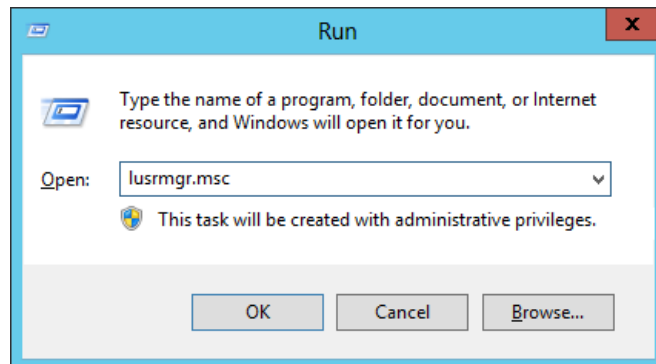 Run
x
Type the name of a program, folder, document, or Internet
resource, and Windows will open it for you.
Open: lusrmgr.msc
This task will be created with administrative privileges.
OK Cancel Browse...